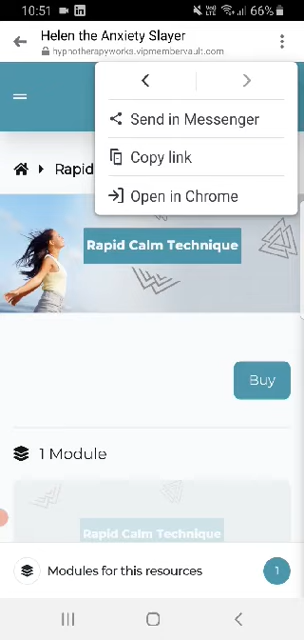 10:51 66%
Helen the Anxiety Slayer
hypnotherapyworks.vipmembervault.com
Send in Messenger
Copy link
Open in Chrome
Rapid
Rapid Calm Technique
Buy
1 Module
Rapid Calm Technique
Modules for this resources
1